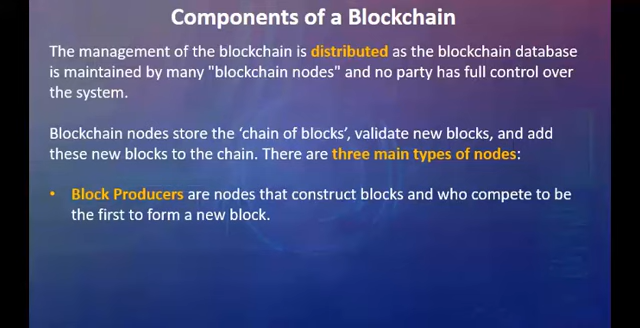 Components of a Blockchain
The management of the blockchain is distributed as the blockchain database
is maintained by many "blockchain nodes" and no party has full control over
the system.
Blockchain nodes store the ‘chain of blocks’, validate new blocks, and add
these new blocks to the chain. There are three main types of nodes:
• Block Producers are nodes that construct blocks and who compete to be
the first to form a new block.